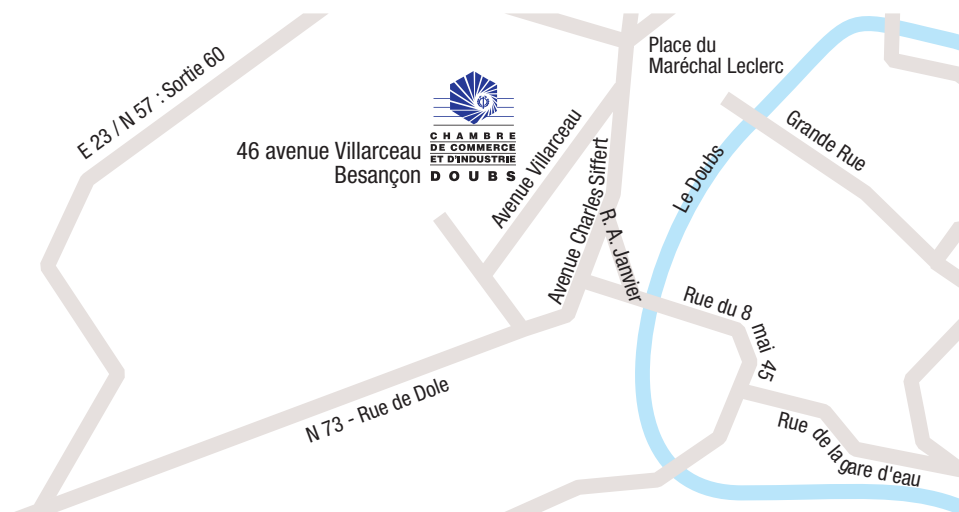 Place du
Maréchal Leclerc
E 23 / N 57 : Sortie 60
46 avenue Villarceau
Besançon
CHAMBRE
DE COMMERCE
ET D'INDUSTRIE
DOUBS
Avenue Villarceau
Avenue Charles Siffert
R. A. Janvier
Le Doubs
Grande Rue
Rue du 8 mai 45
N 73 - Rue de Dole
Rue de la gare d'eau